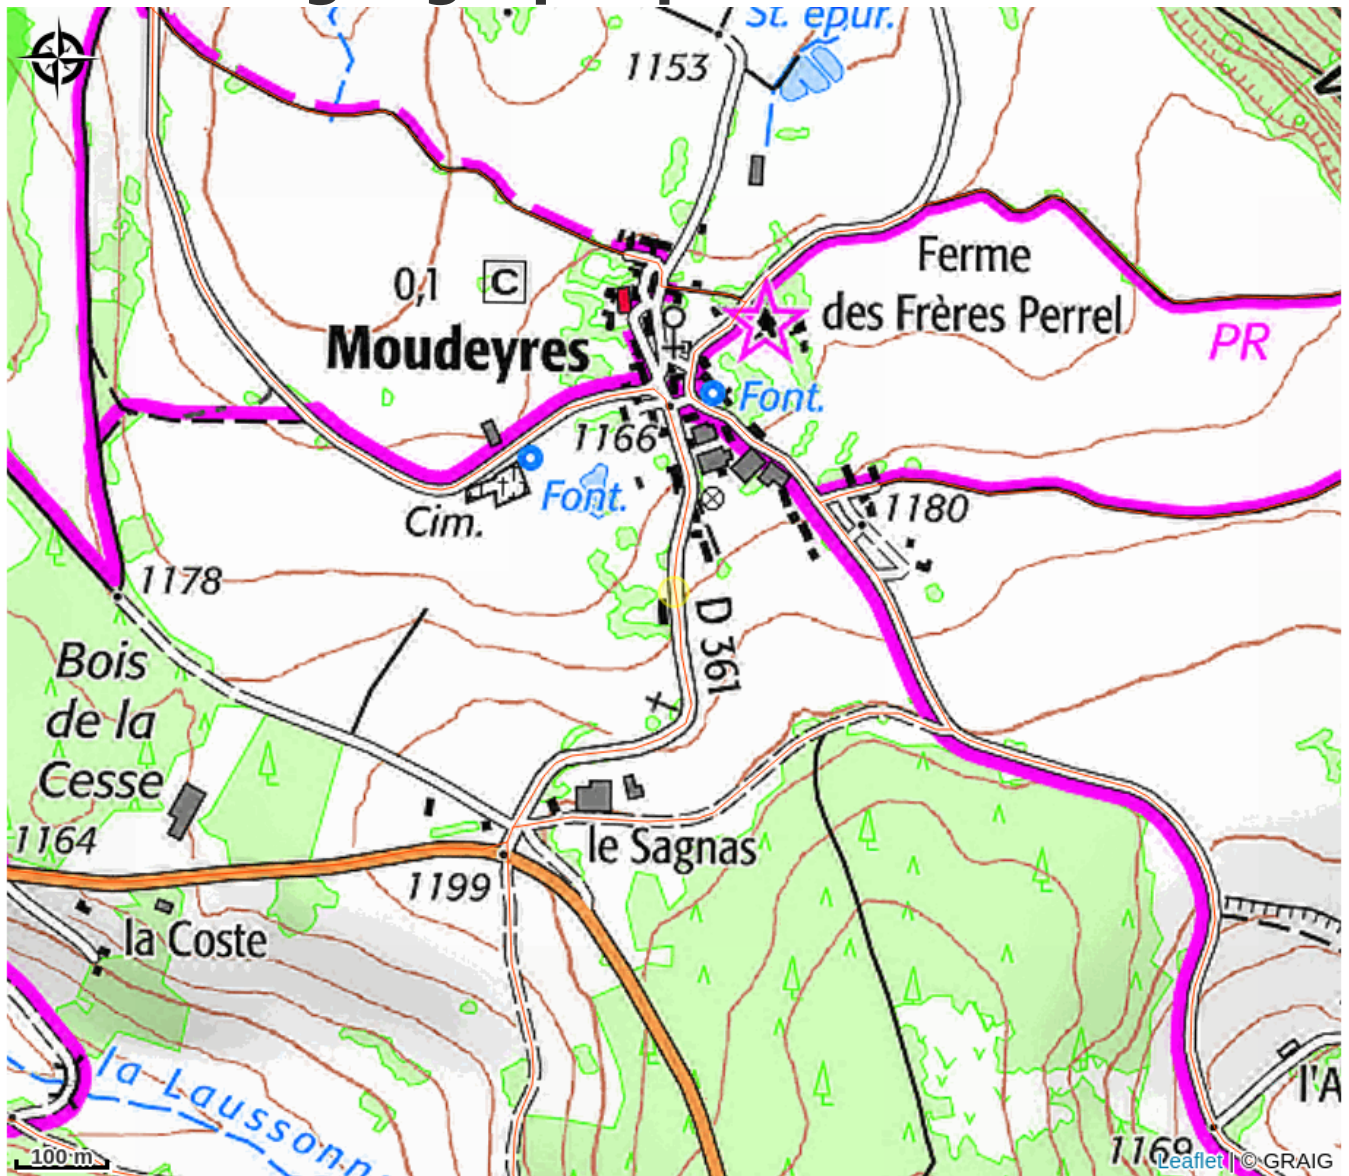 St. épur.
1153
Ferme
des Frères Perrel
0,1
C
Moudeyres
PR
Font.
1166
Font.
1180
Cim.
1178
D 361
Bois
de la
Cesse
1164
le Sagnas
1199
la Coste
la Laussonn
l'A
1169
100 m
Leaflet | © GRAIG